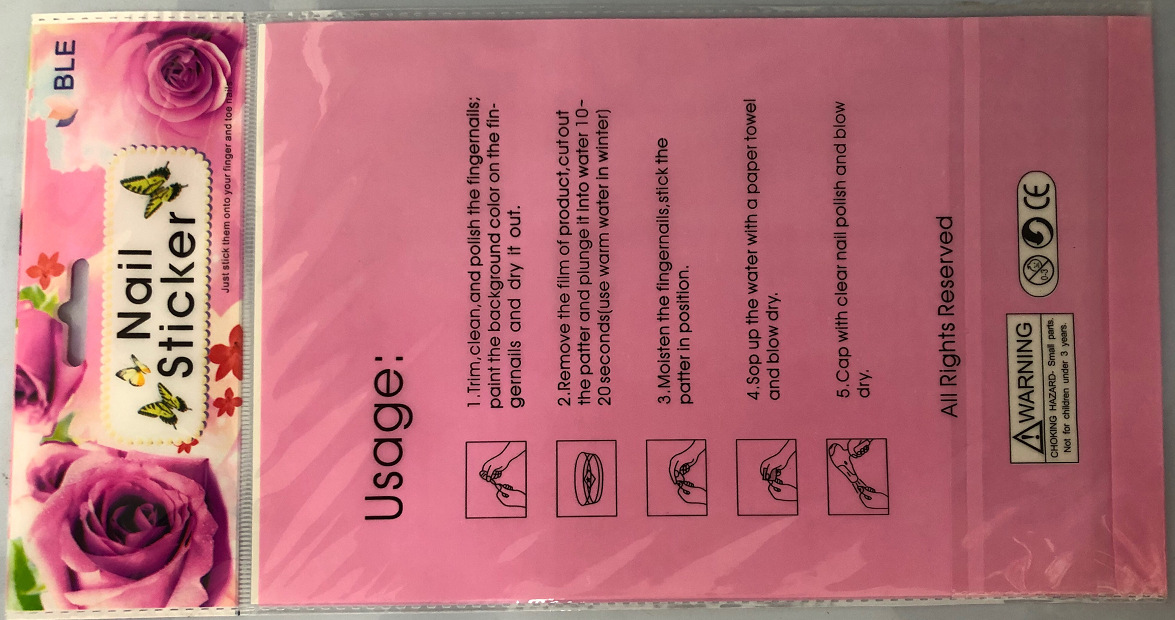 BLE
Nail
Sticker
Just stick them onto your finger and toe nails
Usage:
1.Trim,clean,and polish the fingernails;
paint the background color on the fin-
gernails and dry it out.
2.Remove the film of product,cut out
the patter and plunge it into water 10~
20 seconds(use warm water in winter)
3.Moisten the fingernails,stick the
patter in position.
4.Sop up the water with a paper towel
and blow dry.
5.Cap with clear nail polish and blow
dry.
All Rights Reserved
WARNING
CHOKING HAZARD- Small parts.
Not for children under 3 years.
0-3
CE